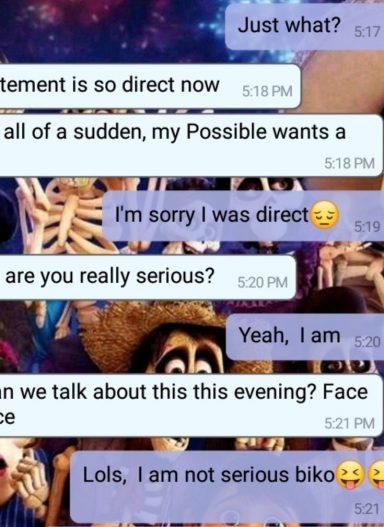 Just what? 5:17
tement is so direct now 5:18 PM
all of a sudden, my Possible wants a
5:18 PM
I'm sorry I was direct😔 5:19
are you really serious? 5:20 PM
Yeah, I am 5:20
n we talk about this this evening? Face
ce
5:21 PM
Lols, I am not serious biko😝😝
5:21